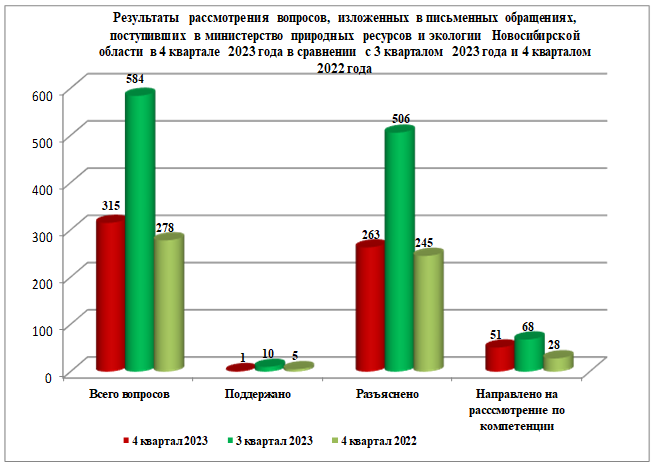 Результаты рассмотрения вопросов, изложенных в письменных обращениях,
поступивших в министерство природных ресурсов и экологии Новосибирской
области в 4 квартале 2023 года в сравнении с 3 кварталом 2023 года и 4 кварталом
2022 года
600
500
400
300
200
100
0
315
584
278
1
10
5
263
506
245
51
68
28
Всего вопросов
Поддержано
Разъяснено
Направлено на
расссмотрение по
компетенции
4 квартал 2023
3 квартал 2023
4 квартал 2022